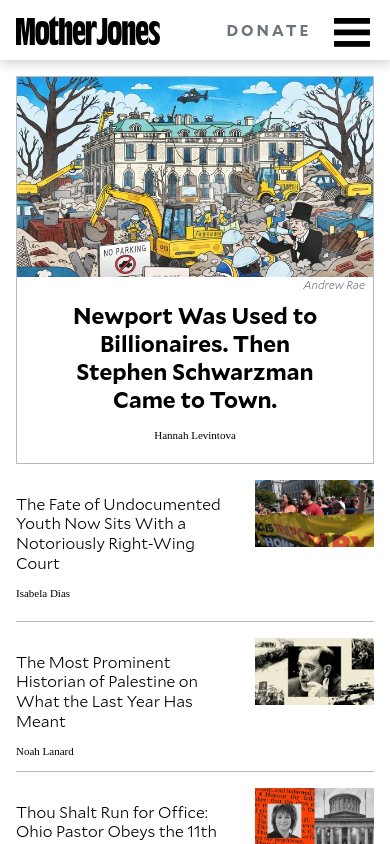 Mother Jones
DONATE
NO PARKING
Andrew Rae
Newport Was Used to
Billionaires. Then
Stephen Schwarzman
Came to Town.
Hannah Levintova
The Fate of Undocumented
Youth Now Sits With a
Notoriously Right-Wing
Court
Isabela Dias
HOME
The Most Prominent
Historian of Palestine on
What the Last Year Has
Meant
Noah Lanard
Thou Shalt Run for Office:
Ohio Pastor Obeys the 11th